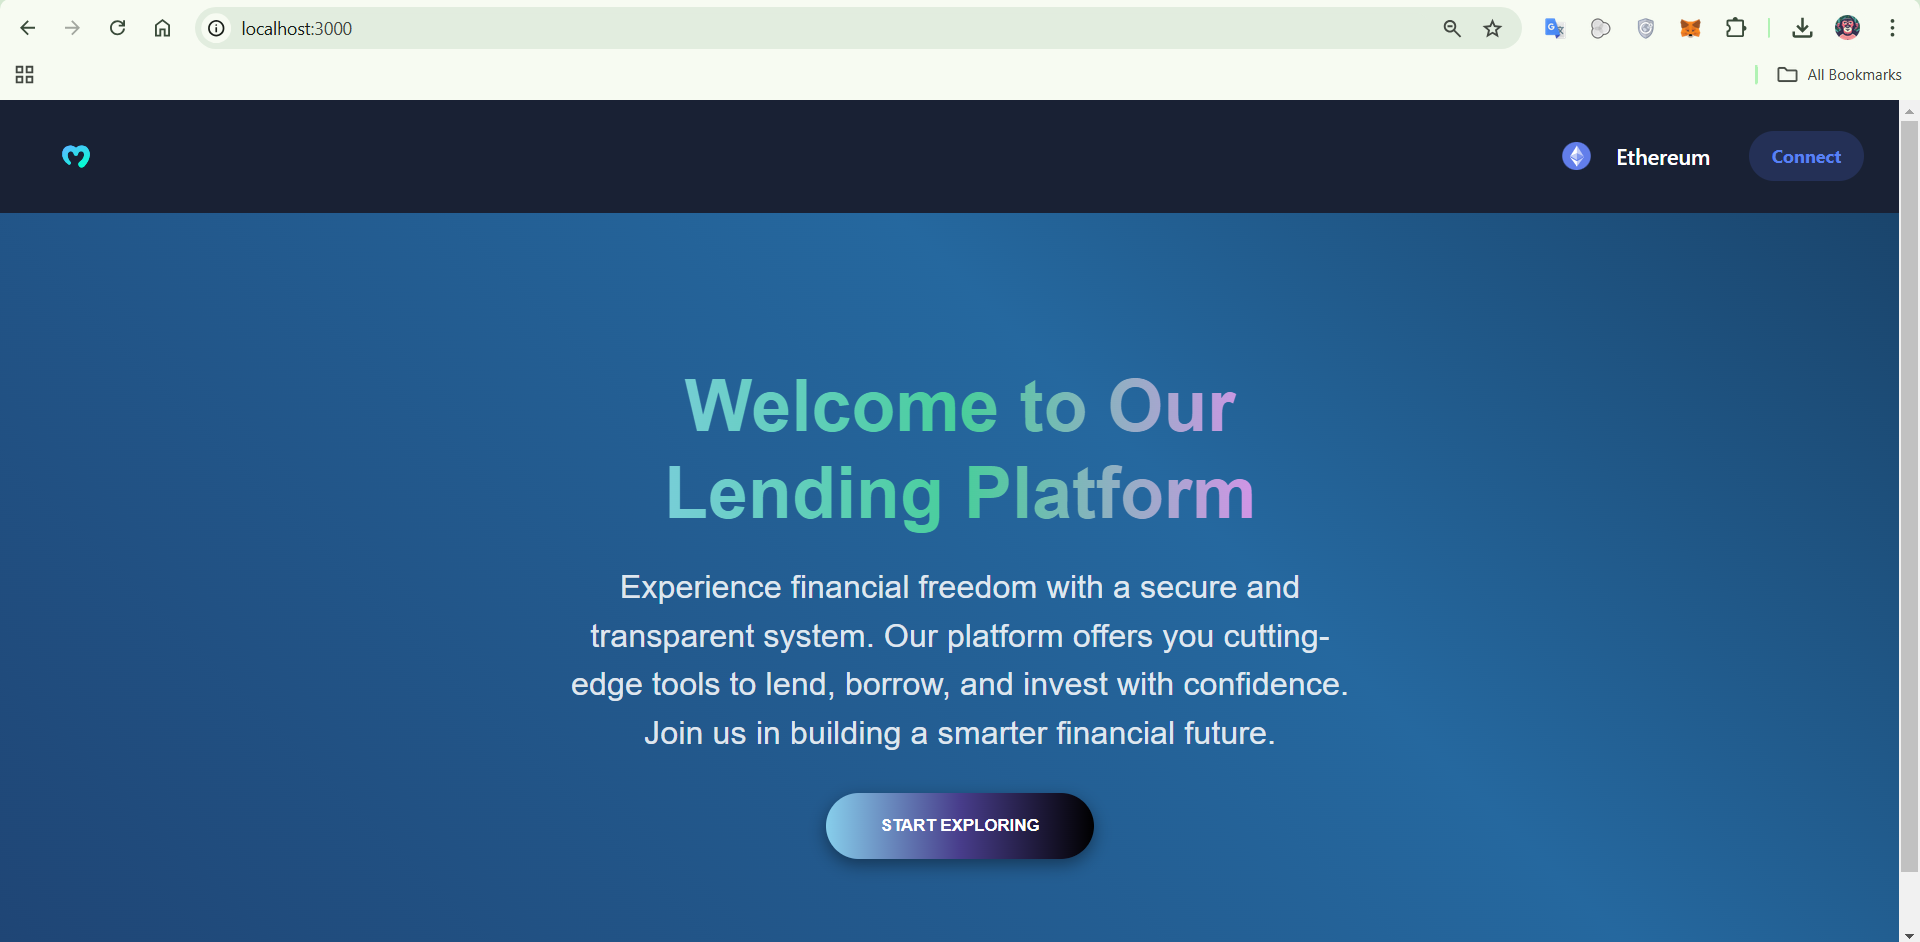 localhost:3000
All Bookmarks
Ethereum
Connect
Welcome to Our
Lending Platform
Experience financial freedom with a secure and
transparent system. Our platform offers you cutting-
edge tools to lend, borrow, and invest with confidence.
Join us in building a smarter financial future.
START EXPLORING